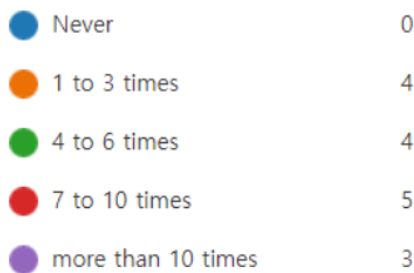 Never 0
1 to 3 times 4
4 to 6 times 4
7 to 10 times 5
more than 10 times 3